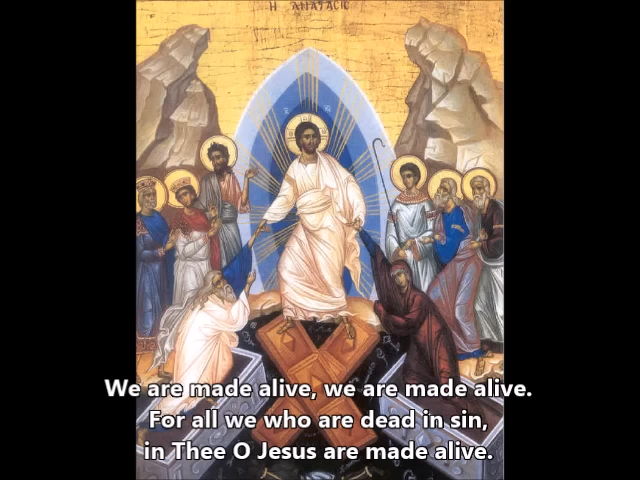 Η ΑΝΑΣΤΑΣΙΣ
We are made alive, we are made alive.
For all we who are dead in sin,
in Thee O Jesus are made alive.